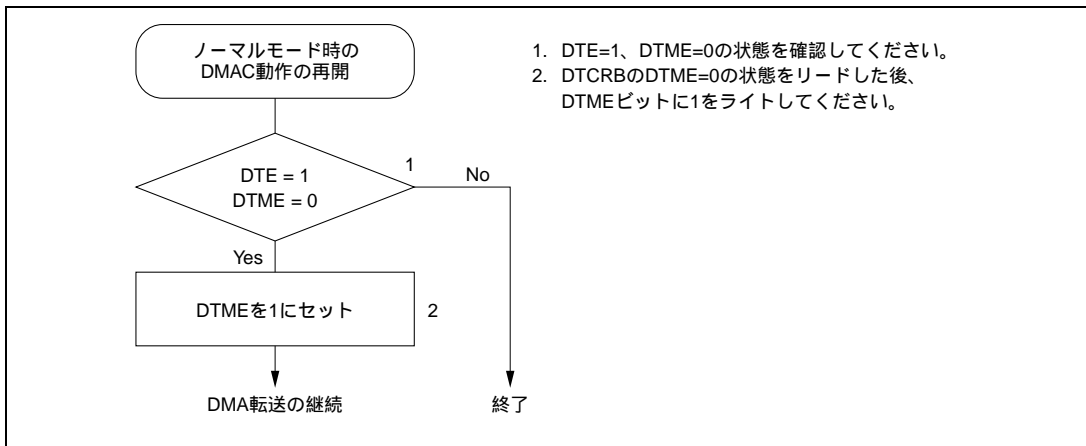 ノーマルモード時の
DMAC動作の再開
1. DTE=1、DTME=0の状態を確認してください。
2. DTCRBのDTME=0の状態をリードした後、
DTMEビットに1をライトしてください。
DTE = 1
DTME = 0
1
No
Yes
DTMEを1にセット
2
DMA転送の継続
終了